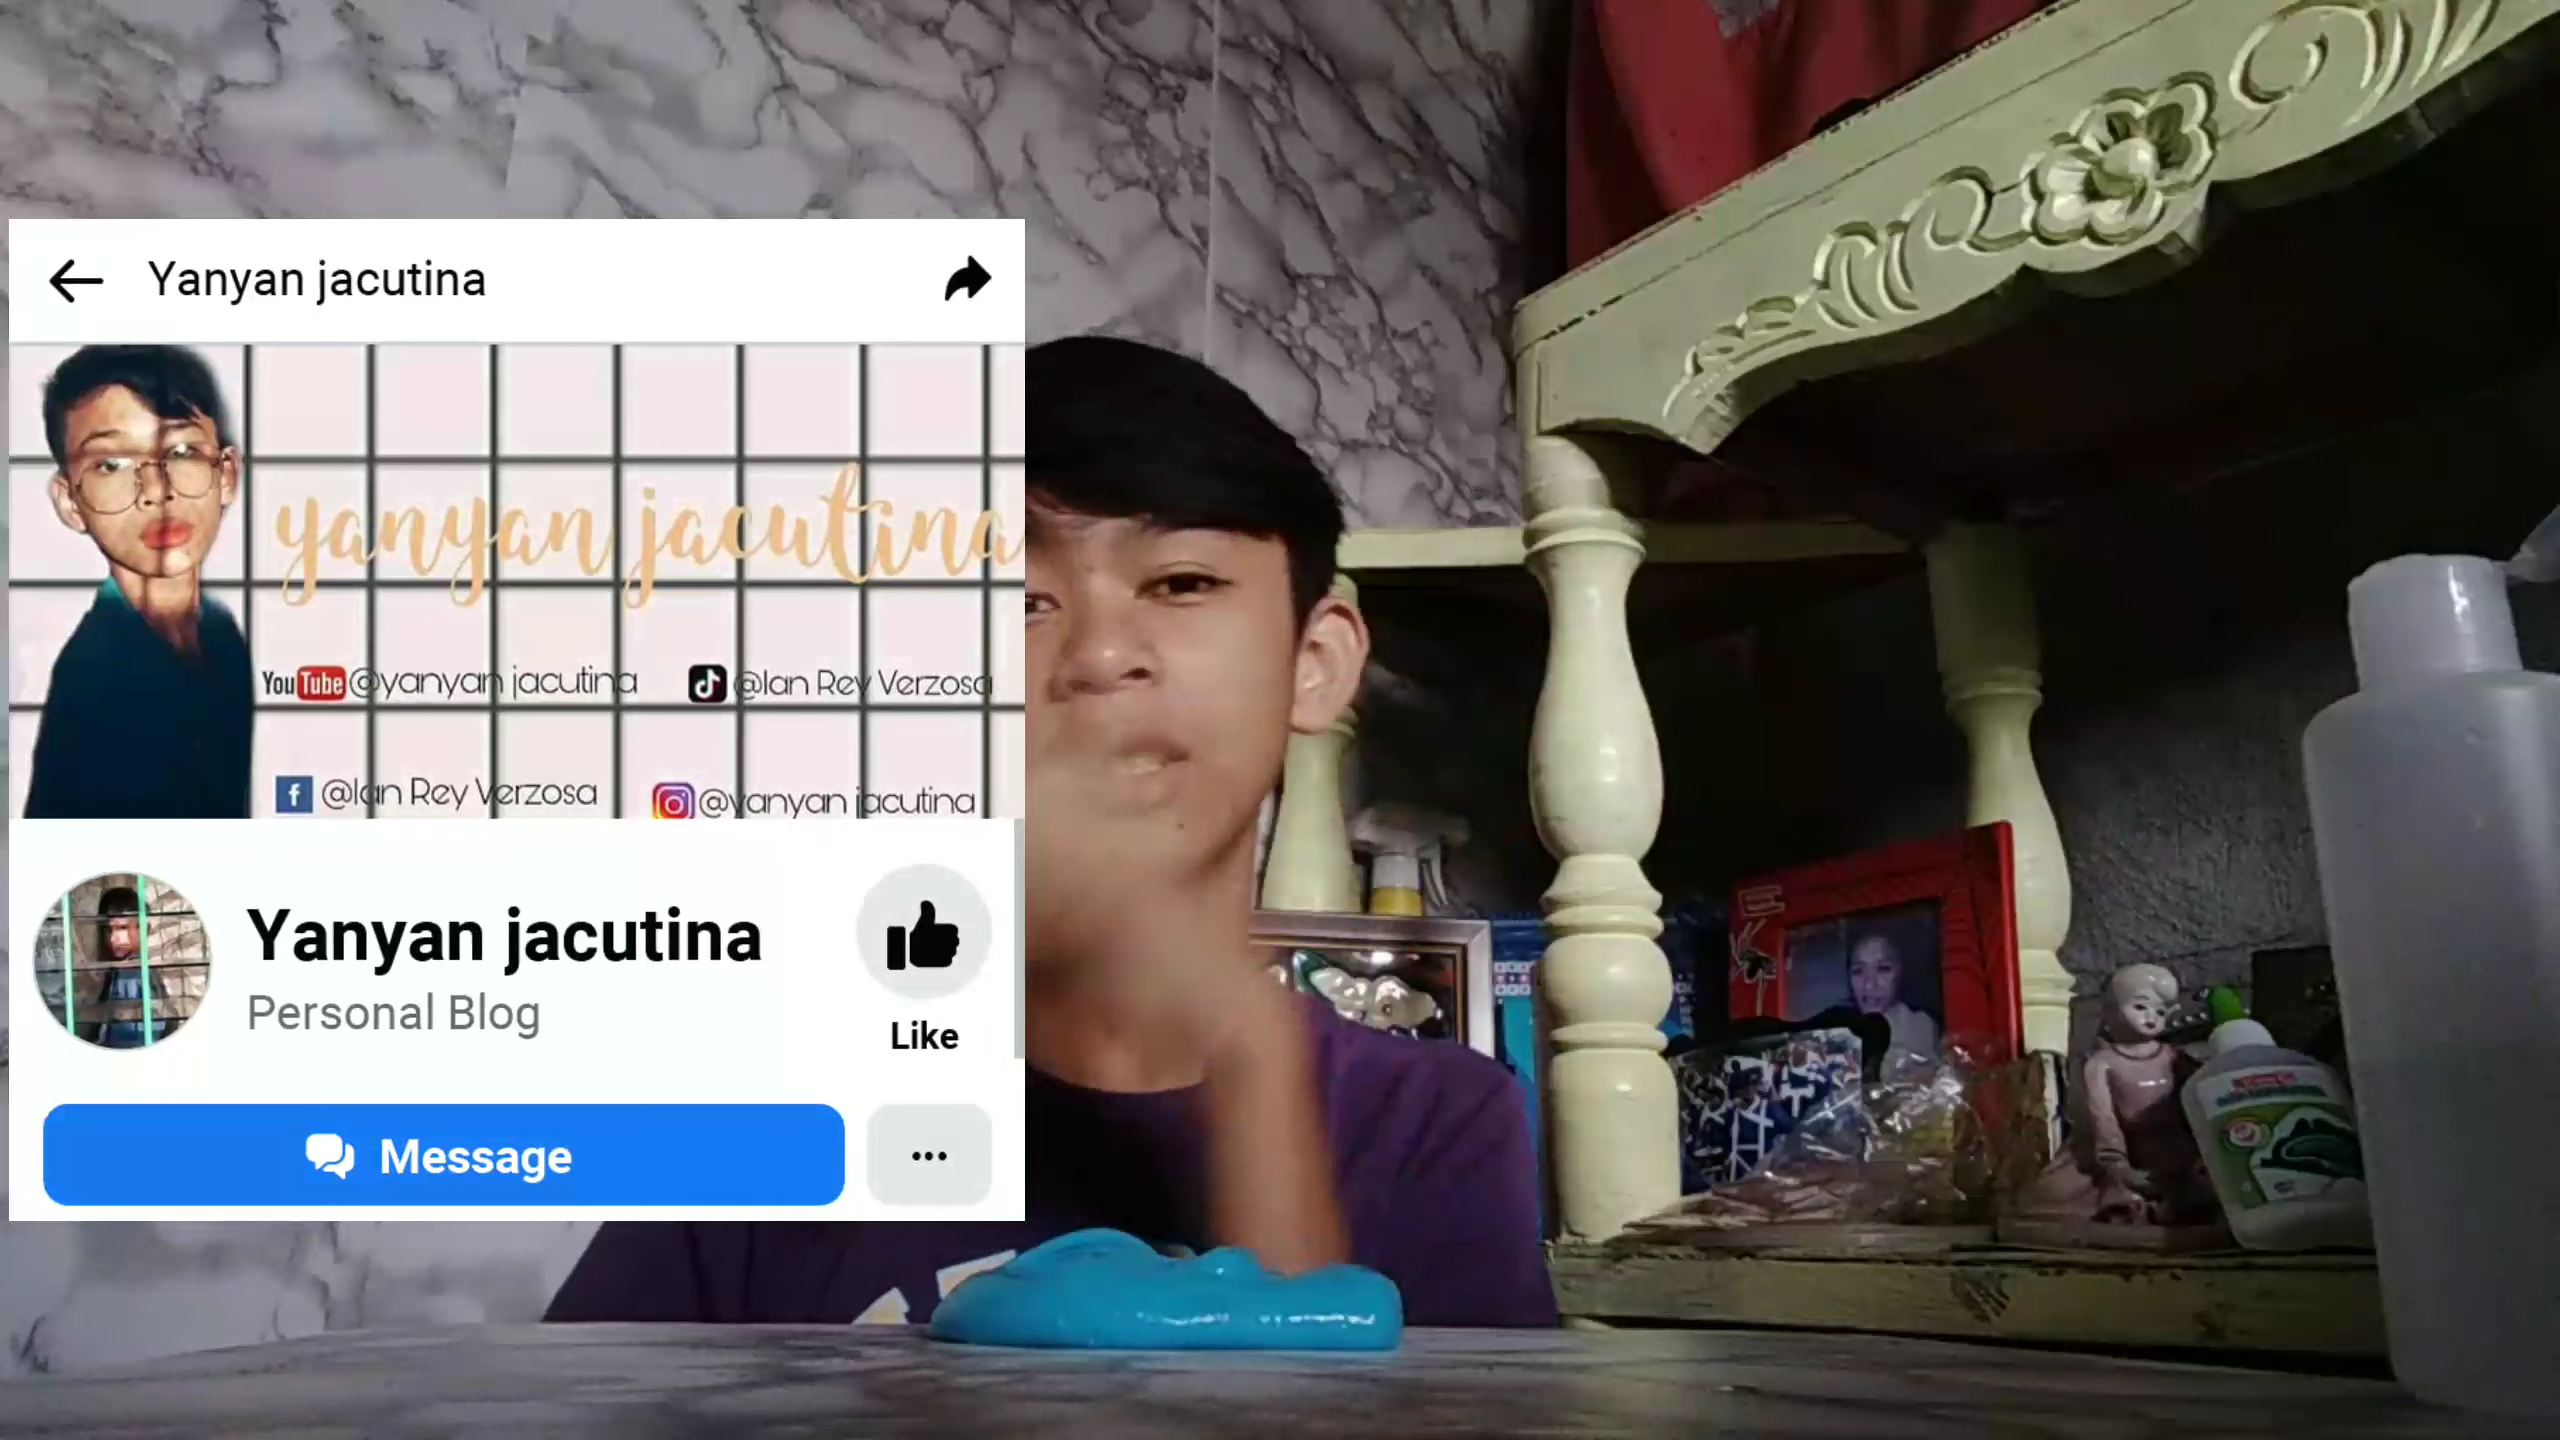 Yanyan jacutina
yanyan jacutina
YouTube @yanyan jacutina
@Ian Rey Verzosa
@Ian Rey Verzosa
@yanyan jacutina
Yanyan jacutina
Personal Blog
Like
Message